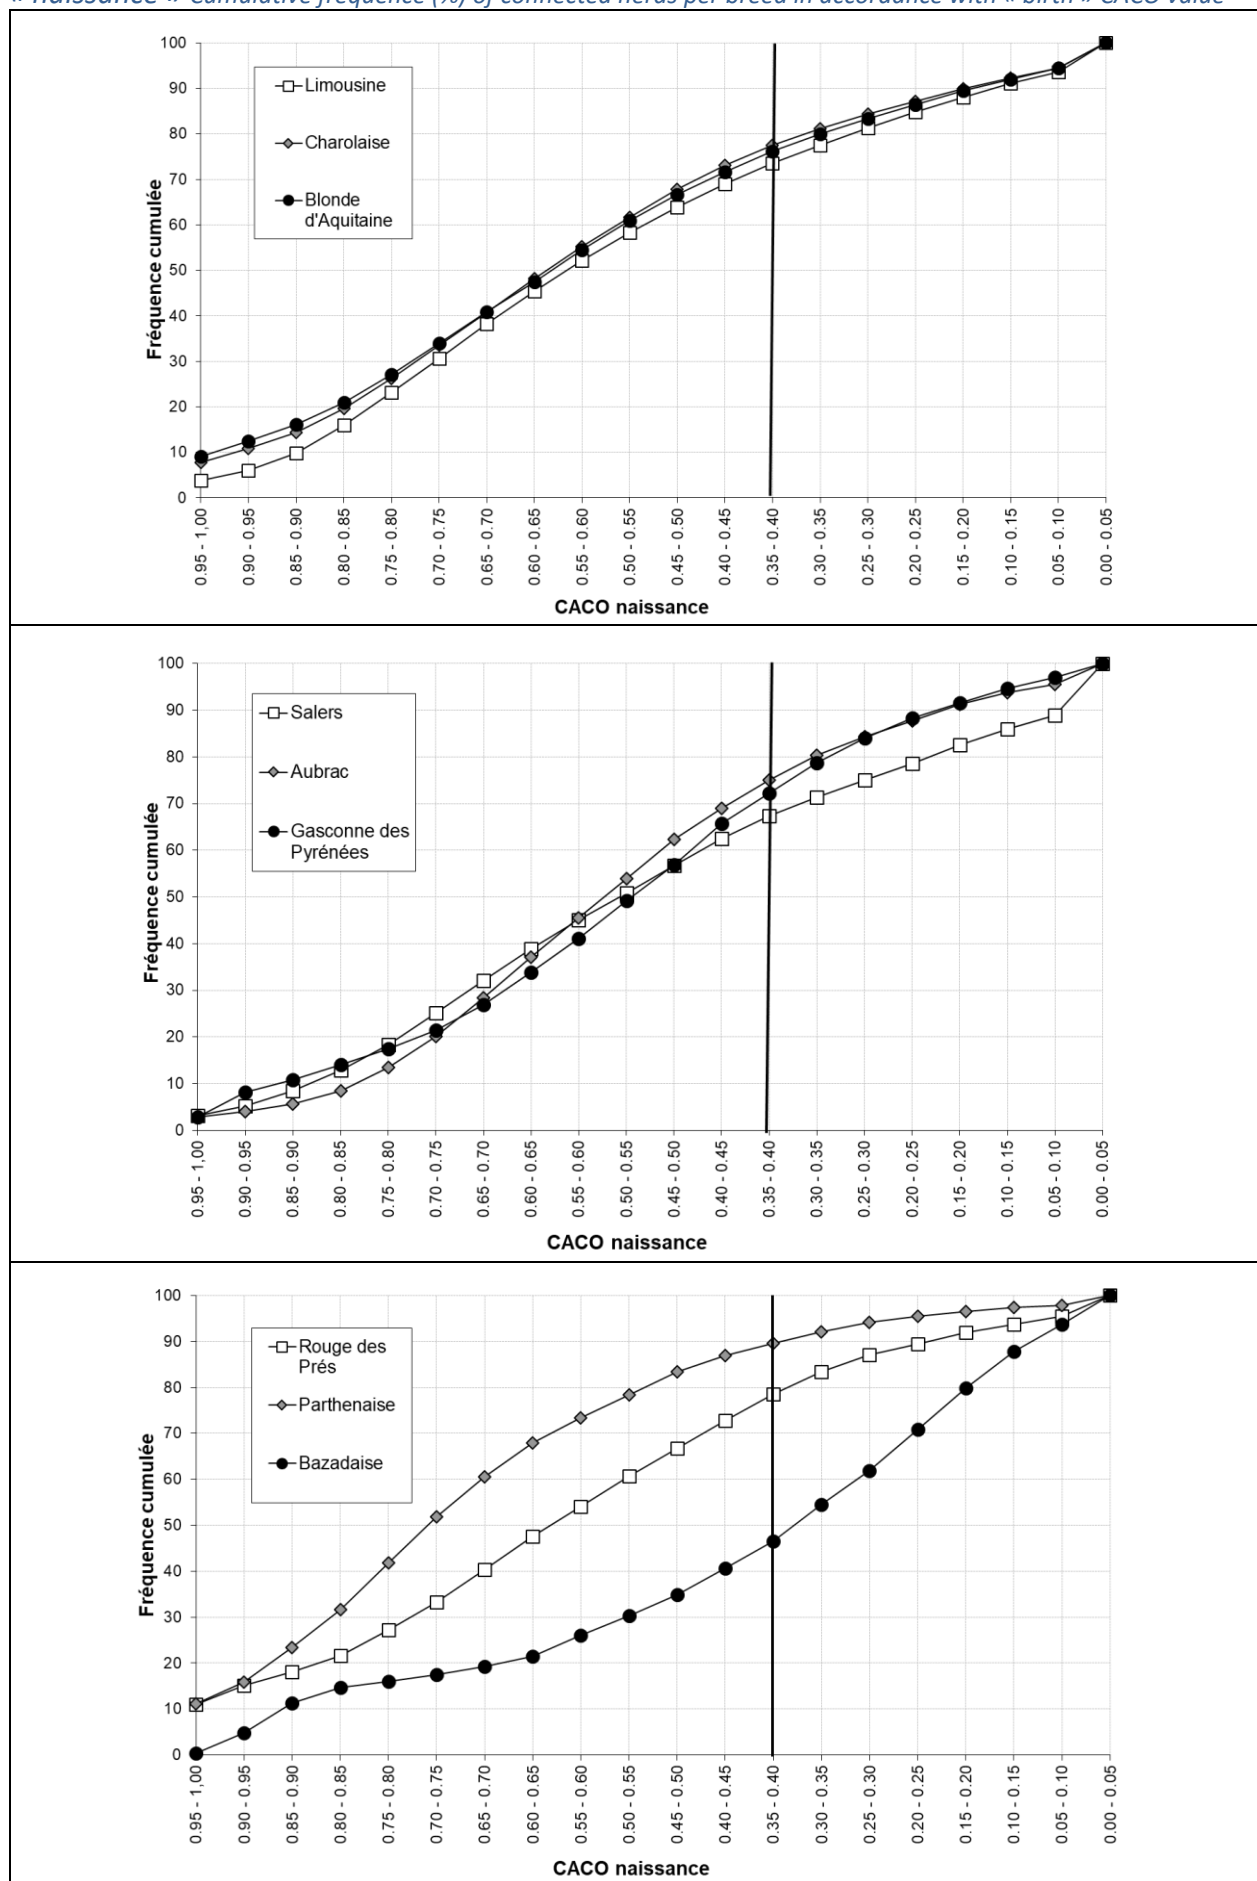 « naissance » Cumulative frequence (%) of connected herds per breed in accordance with « birth » CACO value
100
90
80
70
60
50
40
30
20
10
0
Fréquence cumulée
Limousine
Charolaise
Blonde
d'Aquitaine
0.95 - 1,00
0.90 - 0.95
0.85 - 0.90
0.80 - 0.85
0.75 - 0.80
0.70 - 0.75
0.65 - 0.70
0.60 - 0.65
0.55 - 0.60
0.50 - 0.55
0.45 - 0.50
0.40 - 0.45
0.35 - 0.40
0.30 - 0.35
0.25 - 0.30
0.20 - 0.25
0.15 - 0.20
0.10 - 0.15
0.05 - 0.10
0.00 - 0.05
CACO naissance
100
90
80
70
60
50
40
30
20
10
0
Fréquence cumulée
Salers
Aubrac
Gasconne des
Pyrénées
0.95 - 1,00
0.90 - 0.95
0.85 - 0.90
0.80 - 0.85
0.75 - 0.80
0.70 - 0.75
0.65 - 0.70
0.60 - 0.65
0.55 - 0.60
0.50 - 0.55
0.45 - 0.50
0.40 - 0.45
0.35 - 0.40
0.30 - 0.35
0.25 - 0.30
0.20 - 0.25
0.15 - 0.20
0.10 - 0.15
0.05 - 0.10
0.00 - 0.05
CACO naissance
100
90
80
70
60
50
40
30
20
10
0
Fréquence cumulée
Rouge des
Prés
Parthenaise
Bazadaise
0.95 - 1,00
0.90 - 0.95
0.85 - 0.90
0.80 - 0.85
0.75 - 0.80
0.70 - 0.75
0.65 - 0.70
0.60 - 0.65
0.55 - 0.60
0.50 - 0.55
0.45 - 0.50
0.40 - 0.45
0.35 - 0.40
0.30 - 0.35
0.25 - 0.30
0.20 - 0.25
0.15 - 0.20
0.10 - 0.15
0.05 - 0.10
0.00 - 0.05
CACO naissance